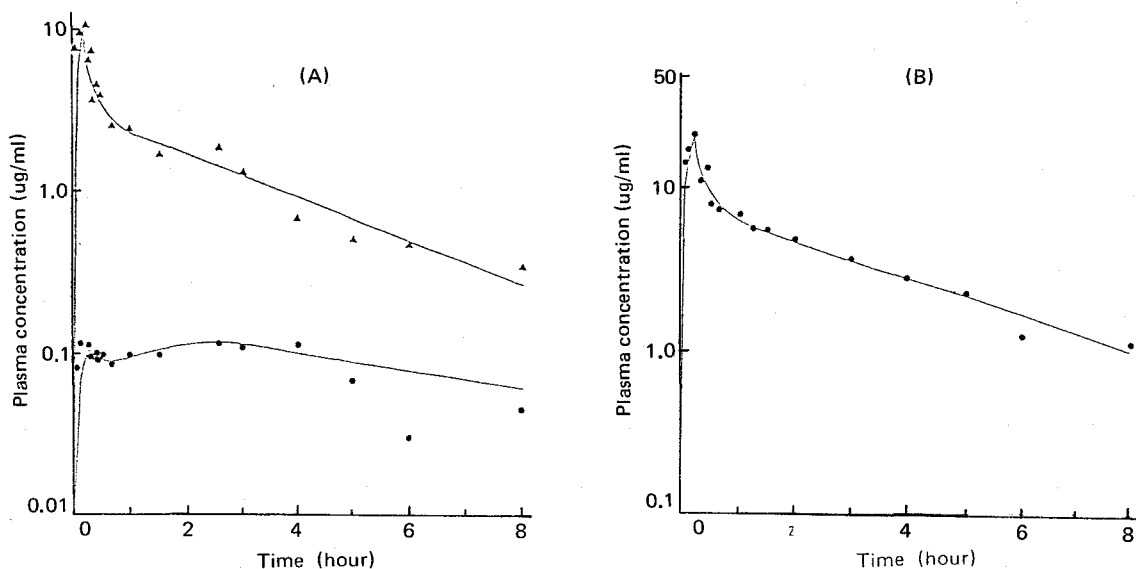 (A)
Plasma concentration (ug/ml)
10
1.0
0.1
0.01
0 2 4 6 8
Time (hour)
(B)
Plasma concentration (ug/ml)
50
10
1.0
0.1
0 2 4 6 8
Time (hour)